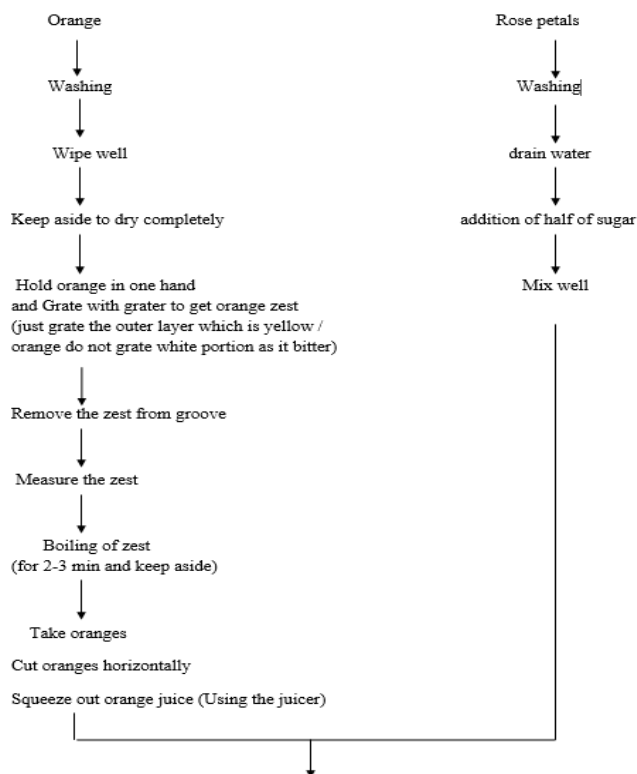 Orange
Washing
Wipe well
Keep aside to dry completely
Hold orange in one hand
and Grate with grater to get orange zest
(just grate the outer layer which is yellow /
orange do not grate white portion as it bitter)
Remove the zest from groove
Measure the zest
Boiling of zest
(for 2-3 min and keep aside)
Take oranges
Cut oranges horizontally
Squeeze out orange juice (Using the juicer)
Rose petals
Washing
drain water
addition of half of sugar
Mix well